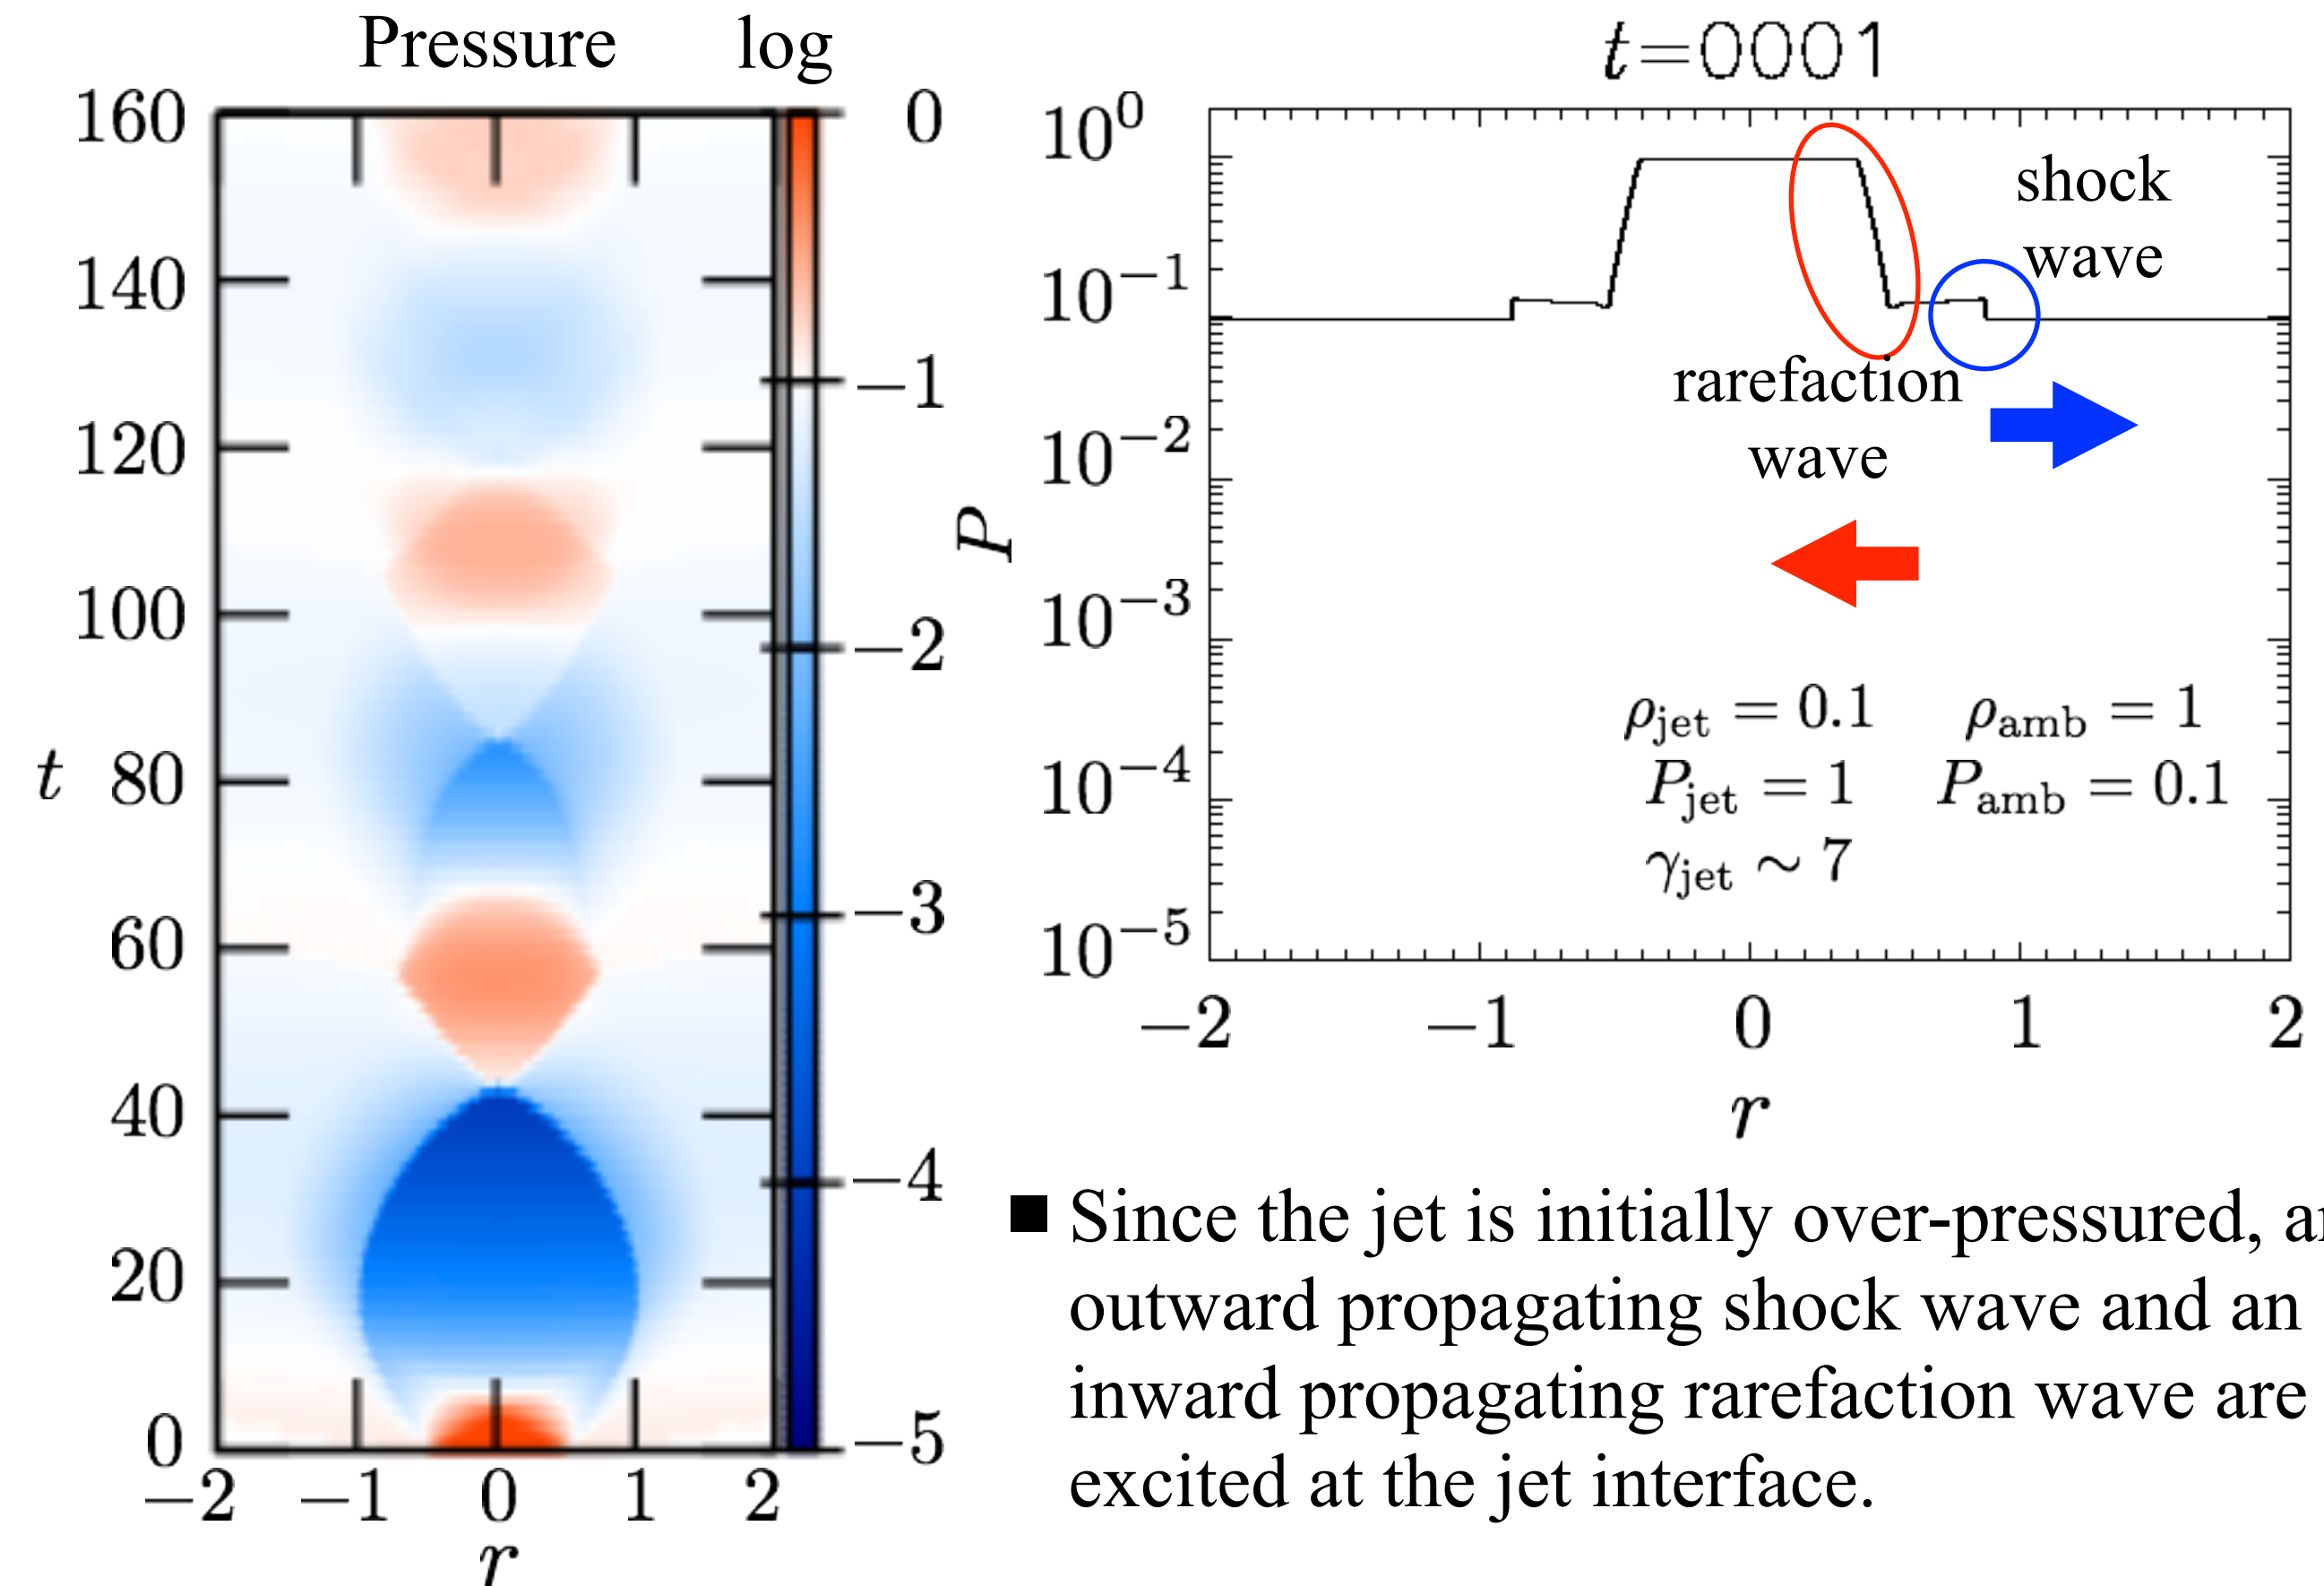 Pressure log
160
140
120
100
80
60
40
20
0
t
−2 −1 0 1 2
r
0
−1
−2
−3
−4
−5
t=0001
P
10⁰
10⁻¹
10⁻²
10⁻³
10⁻⁴
10⁻⁵
shock
wave
rarefaction
wave
ρjet = 0.1 ρamb = 1
Pjet = 1 Pamb = 0.1
γjet ∼ 7
−2 −1 0 1 2
r
■ Since the jet is initially over-pressured, an
outward propagating shock wave and an
inward propagating rarefaction wave are
excited at the jet interface.